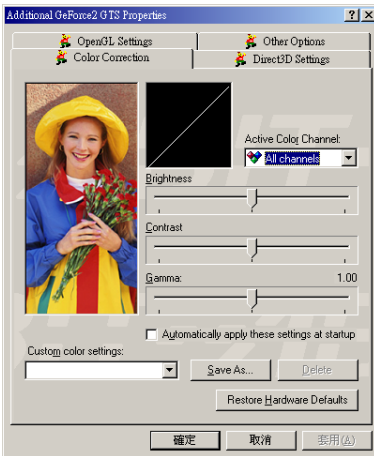 Additional GeForce2 GTS Properties
OpenGL Settings
Other Options
Color Correction
Direct3D Settings
Active Color Channel:
All channels
Brightness
Contrast
Gamma: 1.00
Automatically apply these settings at startup
Custom color settings:
Save As...
Delete
Restore Hardware Defaults
確定
取消
套用(A)